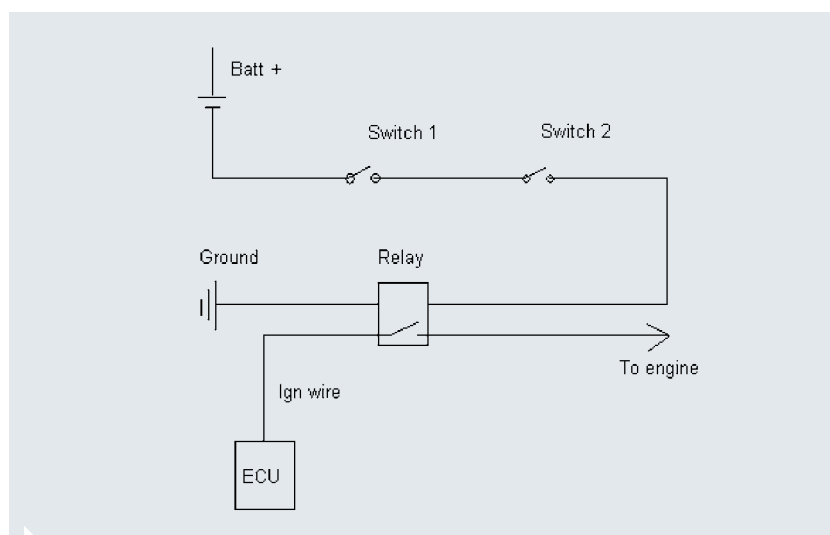 Batt +
Switch 1
Switch 2
Ground
Relay
To engine
Ign wire
ECU